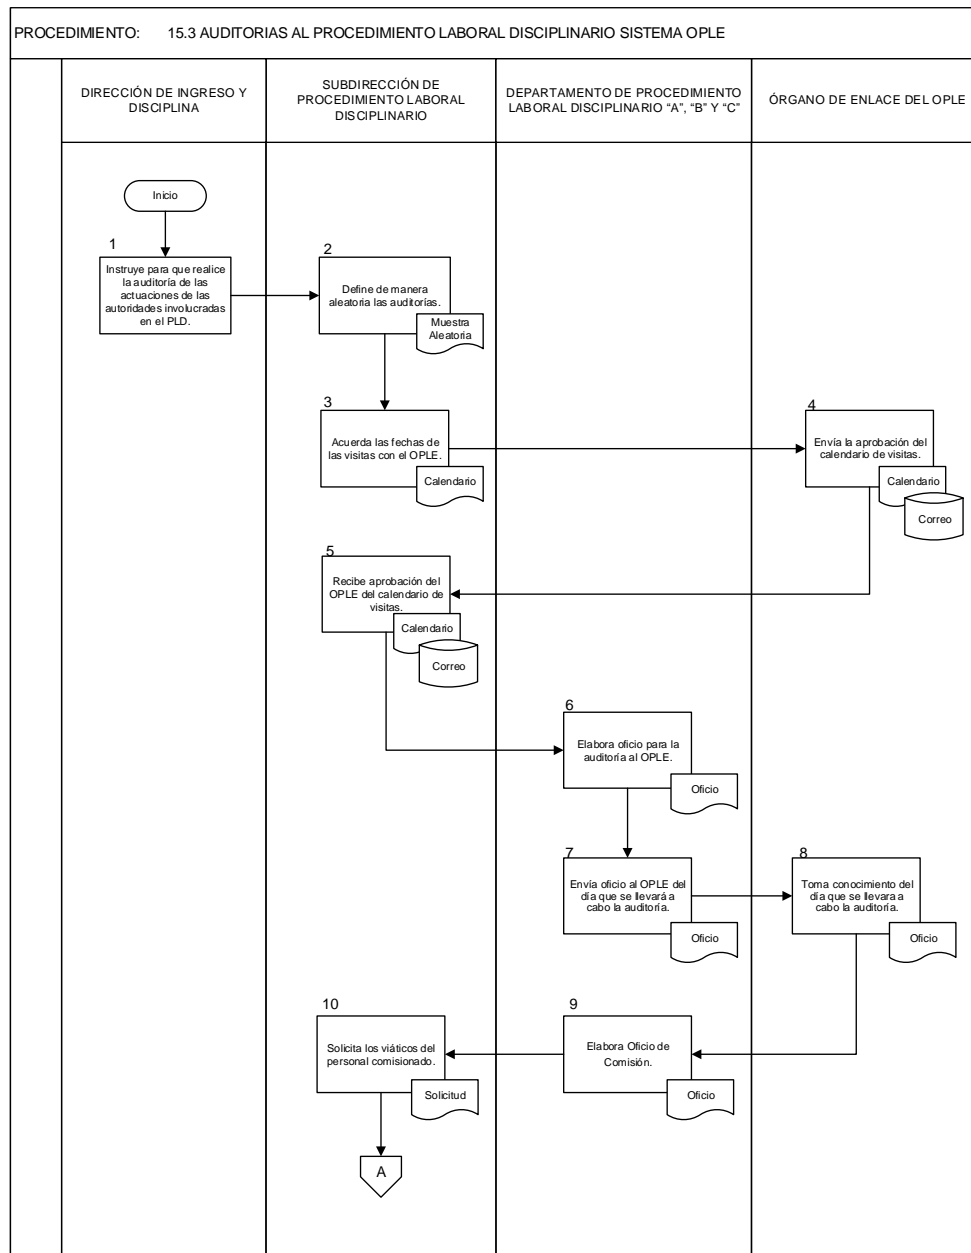 PROCEDIMIENTO: 15.3 AUDITORIAS AL PROCEDIMIENTO LABORAL DISCIPLINARIO SISTEMA OPLE
DIRECCIÓN DE INGRESO Y
DISCIPLINA
SUBDIRECCIÓN DE
PROCEDIMIENTO LABORAL
DISCIPLINARIO
DEPARTAMENTO DE PROCEDIMIENTO
LABORAL DISCIPLINARIO “A”, “B” Y “C”
ÓRGANO DE ENLACE DEL OPLE
Inicio
1
Instruye para que realice
la auditoría de las
actuaciones de las
autoridades involucradas
en el PLD.
2
Define de manera
aleatoria las auditorías.
Muestra
Aleatoria
3
Acuerda las fechas de
las visitas con el OPLE.
Calendario
4
Envía la aprobación del
calendario de visitas.
Calendario
Correo
5
Recibe aprobación del
OPLE del calendario de
visitas.
Calendario
Correo
6
Elabora oficio para la
auditoría al OPLE.
Oficio
7
Envía oficio al OPLE del
día que se llevará a
cabo la auditoría.
Oficio
8
Toma conocimiento del
día que se llevara a
cabo la auditoría.
Oficio
9
Elabora Oficio de
Comisión.
Oficio
10
Solicita los viáticos del
personal comisionado.
Solicitud
A